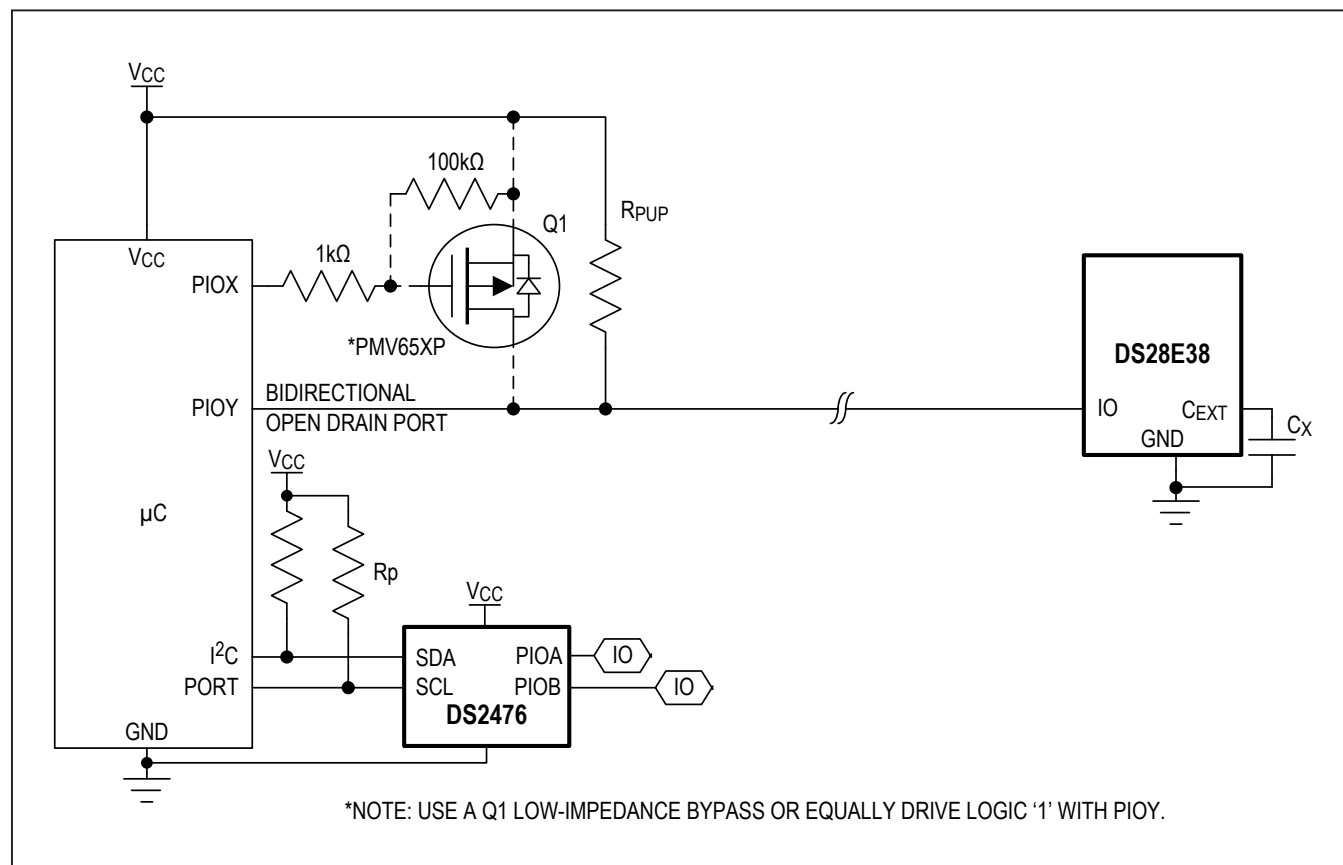 VCC
100kΩ
Q1
RPUP
VCC
1kΩ
PIOX
*PMV65XP
DS28E38
PIOY
BIDIRECTIONAL
OPEN DRAIN PORT
IO
CEXT
CX
GND
VCC
µC
Rp
VCC
I²C
SDA
PIOA
IO
PORT
SCL
PIOB
IO
DS2476
GND
*NOTE: USE A Q1 LOW-IMPEDANCE BYPASS OR EQUALLY DRIVE LOGIC ‘1’ WITH PIOY.